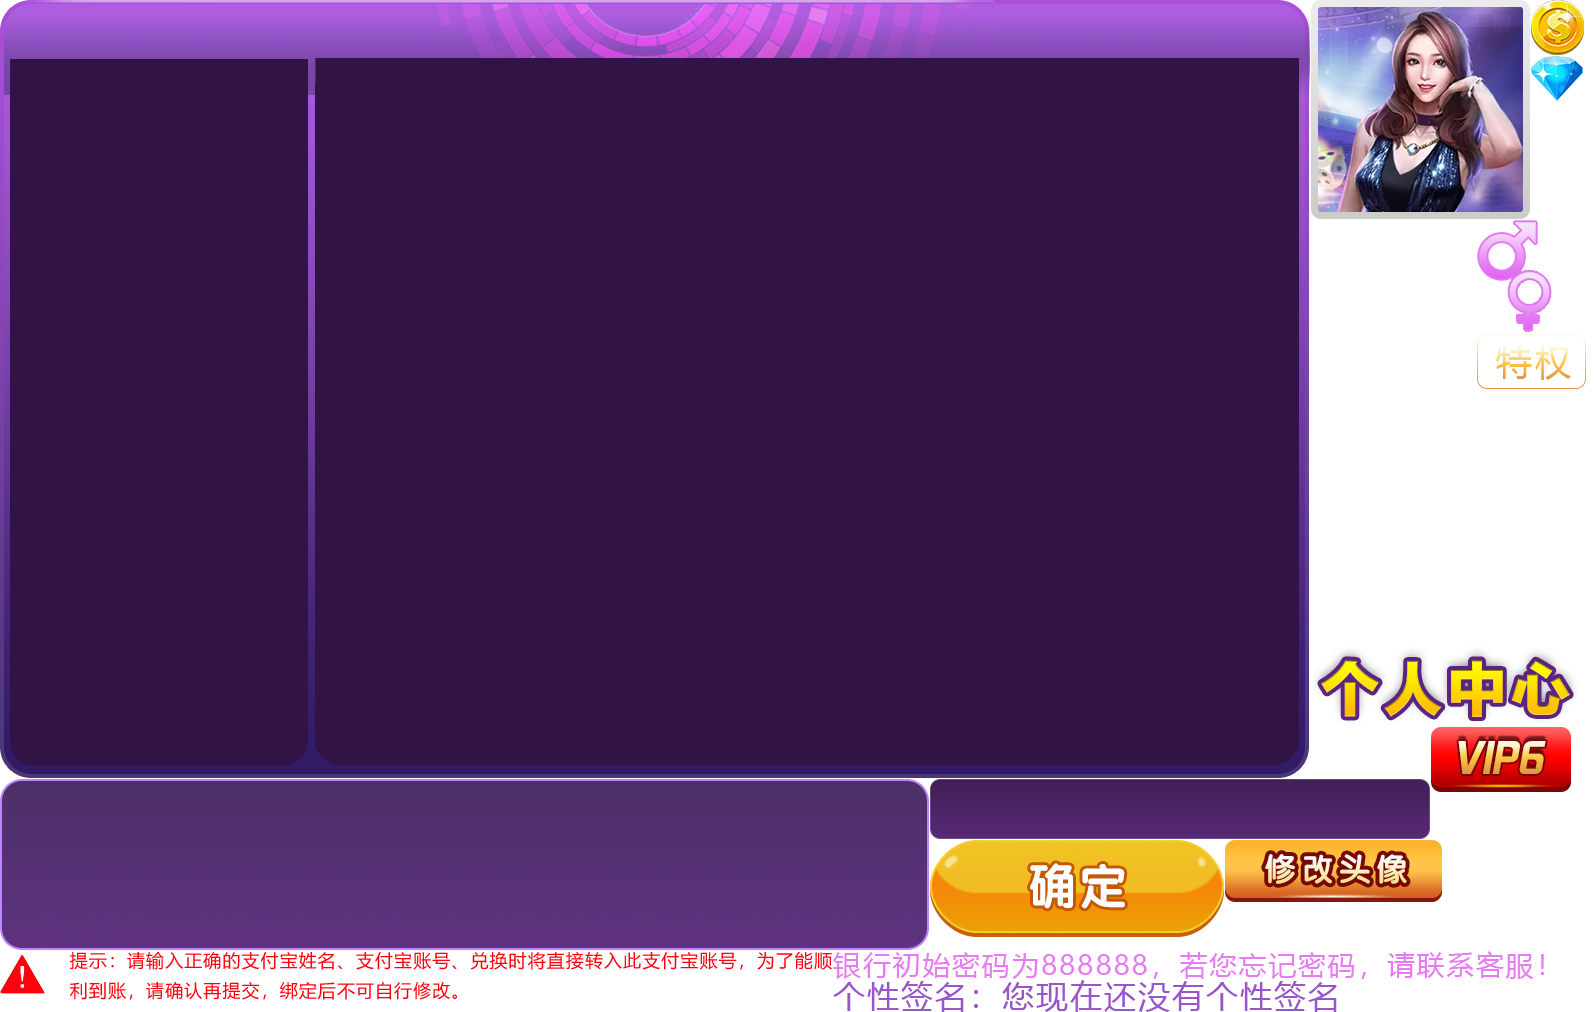 特权
个人中心
VIP6
确定
修改头像
提示：请输入正确的支付宝姓名、支付宝账号、兑换时将直接转入此支付宝账号，为了能顺
利到账，请确认再提交，绑定后不可自行修改。
银行初始密码为888888，若您忘记密码，请联系客服！
个性签名：您现在还没有个性签名